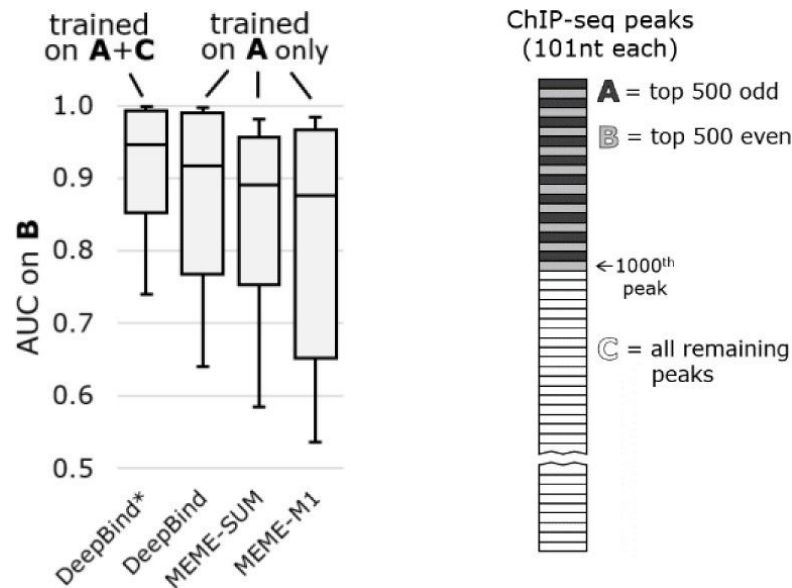 trained
on A+C
trained
on A only
AUC on B
1.0
0.9
0.8
0.7
0.6
0.5
DeepBind*
DeepBind
MEME-SUM
MEME-M1
ChIP-seq peaks
(101nt each)
A = top 500 odd
B = top 500 even
←1000th
peak
C = all remaining
peaks